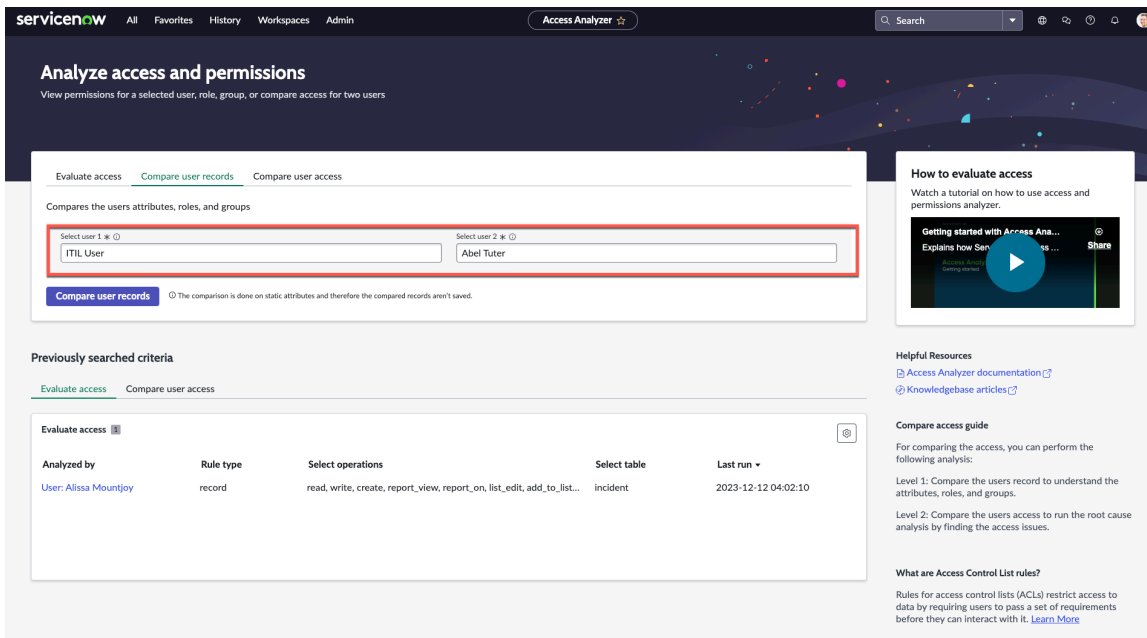 servicenow All Favorites History Workspaces Admin Access Analyzer Search
Analyze access and permissions
View permissions for a selected user, role, group, or compare access for two users
Evaluate access Compare user records Compare user access
Compares the users attributes, roles, and groups
Select user 1 * Select user 2 *
ITIL User Abel Tuter
Compare user records The comparison is done on static attributes and therefore the compared records aren't saved.
Previously searched criteria
Evaluate access Compare user access
Evaluate access 1
Analyzed by Rule type Select operations Select table Last run
User: Alissa Mountjoy record read, write, create, report_view, report_on, list_edit, add_to_list... incident 2023-12-12 04:02:10
How to evaluate access
Watch a tutorial on how to use access and
permissions analyzer.
Getting started with Access Ana...
Explains how Ser ss ... Share
Access Analy
Getting started
Helpful Resources
Access Analyzer documentation
Knowledgebase articles
Compare access guide
For comparing the access, you can perform the
following analysis:
Level 1: Compare the users record to understand the
attributes, roles, and groups.
Level 2: Compare the users access to run the root cause
analysis by finding the access issues.
What are Access Control List rules?
Rules for access control lists (ACLs) restrict access to
data by requiring users to pass a set of requirements
before they can interact with it. Learn More